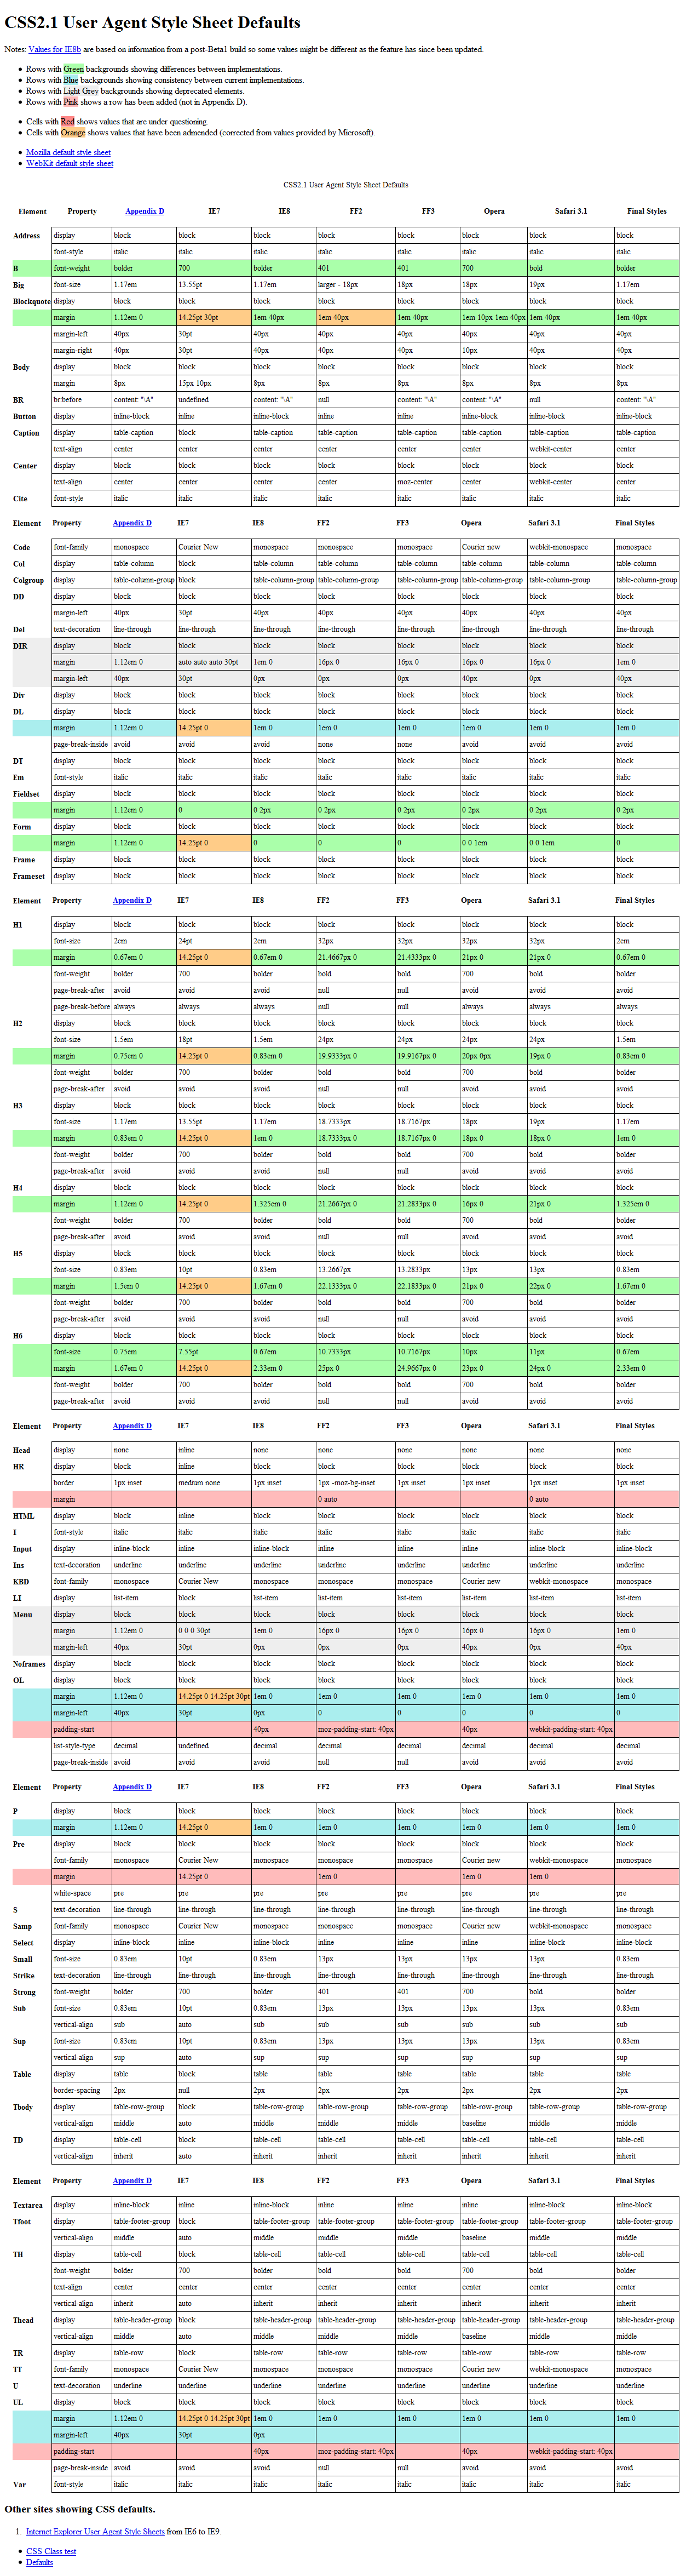 CSS2.1 User Agent Style Sheet Defaults
Notes: Values for IE8b are based on information from a post-Beta1 build so some values might be different as the feature has since been updated.
• Rows with Green backgrounds showing differences between implementations.
• Rows with Blue backgrounds showing consistency between current implementations.
• Rows with Light Grey backgrounds showing deprecated elements.
• Rows with Pink shows a row has been added (not in Appendix D).
• Cells with Red shows values that are under questioning.
• Cells with Orange shows values that have been admended (corrected from values provided by Microsoft).
• Mozilla default style sheet
• WebKit default style sheet
CSS2.1 User Agent Style Sheet Defaults
Element Property Appendix D IE7 IE8 FF2 FF3 Opera Safari 3.1 Final Styles
Address display block block block block block block block block
font-style italic italic italic italic italic italic italic italic
B font-weight bolder 700 bolder 401 401 700 bold bolder
Big font-size 1.17em 13.55pt 1.17em larger - 18px 18px 18px 19px 1.17em
Blockquote display block block block block block block block block
margin 1.12em 0 14.25pt 30pt 1em 40px 1em 40px 1em 40px 1em 10px 1em 40px 1em 40px 1em 40px
margin-left 40px 30pt 40px 40px 40px 40px 40px 40px
margin-right 40px 30pt 40px 40px 40px 10px 40px 40px
Body display block block block block block block block block
margin 8px 15px 10px 8px 8px 8px 8px 8px 8px
BR br:before content: "\A" undefined content: "\A" null content: "\A" content: "\A" null content: "\A"
Button display inline-block inline inline-block inline inline inline-block inline-block inline-block
Caption display table-caption block table-caption table-caption table-caption table-caption table-caption table-caption
text-align center center center center center center webkit-center center
Center display block block block block block block block block
text-align center center center center moz-center center webkit-center center
Cite font-style italic italic italic italic italic italic italic italic
Element Property Appendix D IE7 IE8 FF2 FF3 Opera Safari 3.1 Final Styles
Code font-family monospace Courier New monospace monospace monospace Courier new webkit-monospace monospace
Col display table-column block table-column table-column table-column table-column table-column table-column
Colgroup display table-column-group block table-column-group table-column-group table-column-group table-column-group table-column-group table-column-group
DD display block block block block block block block block
margin-left 40px 30pt 40px 40px 40px 40px 40px 40px
Del text-decoration line-through line-through line-through line-through line-through line-through line-through line-through
DIR display block block block block block block block block
margin 1.12em 0 auto auto auto 30pt 1em 0 16px 0 16px 0 16px 0 16px 0 1em 0
margin-left 40px 30pt 0px 0px 0px 40px 0px 40px
Div display block block block block block block block block
DL display block block block block block block block block
margin 1.12em 0 14.25pt 0 1em 0 1em 0 1em 0 1em 0 1em 0 1em 0
page-break-inside avoid avoid avoid none none avoid avoid avoid
DT display block block block block block block block block
Em font-style italic italic italic italic italic italic italic italic
Fieldset display block block block block block block block block
margin 1.12em 0 0 0 2px 0 2px 0 2px 0 2px 0 2px 0 2px
Form display block block block block block block block block
margin 1.12em 0 14.25pt 0 0 0 0 0 0 1em 0 0 1em 0
Frame display block block block block block block block block
Frameset display block block block block block block block block
Element Property Appendix D IE7 IE8 FF2 FF3 Opera Safari 3.1 Final Styles
H1 display block block block block block block block block
font-size 2em 24pt 2em 32px 32px 32px 32px 2em
margin 0.67em 0 14.25pt 0 0.67em 0 21.4667px 0 21.4333px 0 21px 0 21px 0 0.67em 0
font-weight bolder 700 bolder bold bold 700 bold bolder
page-break-after avoid avoid avoid null null avoid avoid avoid
page-break-before always always always null null always always always
H2 display block block block block block block block block
font-size 1.5em 18pt 1.5em 24px 24px 24px 24px 1.5em
margin 0.75em 0 14.25pt 0 0.83em 0 19.9333px 0 19.9167px 0 20px 0px 19px 0 0.83em 0
font-weight bolder 700 bolder bold bold 700 bold bolder
page-break-after avoid avoid avoid null null avoid avoid avoid
H3 display block block block block block block block block
font-size 1.17em 13.55pt 1.17em 18.7333px 18.7167px 18px 19px 1.17em
margin 0.83em 0 14.25pt 0 1em 0 18.7333px 0 18.7167px 0 18px 0 18px 0 1em 0
font-weight bolder 700 bolder bold bold 700 bold bolder
page-break-after avoid avoid avoid null null avoid avoid avoid
H4 display block block block block block block block block
margin 1.12em 0 14.25pt 0 1.325em 0 21.2667px 0 21.2833px 0 16px 0 21px 0 1.325em 0
font-weight bolder 700 bolder bold bold 700 bold bolder
page-break-after avoid avoid avoid null null avoid avoid avoid
H5 display block block block block block block block block
font-size 0.83em 10pt 0.83em 13.2667px 13.2833px 13px 13px 0.83em
margin 1.5em 0 14.25pt 0 1.67em 0 22.1333px 0 22.1833px 0 21px 0 22px 0 1.67em 0
font-weight bolder 700 bolder bold bold 700 bold bolder
page-break-after avoid avoid avoid null null avoid avoid avoid
H6 display block block block block block block block block
font-size 0.75em 7.55pt 0.67em 10.7333px 10.7167px 10px 11px 0.67em
margin 1.67em 0 14.25pt 0 2.33em 0 25px 0 24.9667px 0 23px 0 24px 0 2.33em 0
font-weight bolder 700 bolder bold bold 700 bold bolder
page-break-after avoid avoid avoid null null avoid avoid avoid
Element Property Appendix D IE7 IE8 FF2 FF3 Opera Safari 3.1 Final Styles
Head display none inline none none none none none none
HR display block inline block block block block block block
border 1px inset medium none 1px inset 1px -moz-bg-inset 1px inset 1px inset 1px inset 1px inset
margin 0 auto 0 auto
HTML display block inline block block block block block block
I font-style italic italic italic italic italic italic italic italic
Input display inline-block inline inline-block inline inline inline inline-block inline-block
Ins text-decoration underline underline underline underline underline underline underline underline
KBD font-family monospace Courier New monospace monospace monospace Courier new webkit-monospace monospace
LI display list-item block list-item list-item list-item list-item list-item list-item
Menu display block block block block block block block block
margin 1.12em 0 0 0 0 30pt 1em 0 16px 0 16px 0 16px 0 16px 0 1em 0
margin-left 40px 30pt 0px 0px 0px 40px 0px 40px
Noframes display block block block block block block block block
OL display block block block block block block block block
margin 1.12em 0 14.25pt 0 14.25pt 30pt 1em 0 1em 0 1em 0 1em 0 1em 0 1em 0
margin-left 40px 30pt 0px 0 0 0 0 0
padding-start 40px moz-padding-start: 40px 40px webkit-padding-start: 40px
list-style-type decimal undefined decimal decimal decimal decimal decimal decimal
page-break-inside avoid avoid avoid null null avoid avoid avoid
Element Property Appendix D IE7 IE8 FF2 FF3 Opera Safari 3.1 Final Styles
P display block block block block block block block block
margin 1.12em 0 14.25pt 0 1em 0 1em 0 1em 0 1em 0 1em 0 1em 0
Pre display block block block block block block block block
font-family monospace Courier New monospace monospace monospace Courier new webkit-monospace monospace
margin 14.25pt 0 1em 0 1em 0 1em 0
white-space pre pre pre pre pre pre pre pre
S text-decoration line-through line-through line-through line-through line-through line-through line-through line-through
Samp font-family monospace Courier New monospace monospace monospace Courier new webkit-monospace monospace
Select display inline-block inline inline-block inline inline inline inline-block inline-block
Small font-size 0.83em 10pt 0.83em 13px 13px 13px 13px 0.83em
Strike text-decoration line-through line-through line-through line-through line-through line-through line-through line-through
Strong font-weight bolder 700 bolder 401 401 700 bold bolder
Sub font-size 0.83em 10pt 0.83em 13px 13px 13px 13px 0.83em
vertical-align sub auto sub sub sub sub sub sub
Sup font-size 0.83em 10pt 0.83em 13px 13px 13px 13px 0.83em
vertical-align sup auto sup sup sup sup sup sup
Table display table block table table table table table table
border-spacing 2px null 2px 2px 2px 2px 2px 2px
Tbody display table-row-group block table-row-group table-row-group table-row-group table-row-group table-row-group table-row-group
vertical-align middle auto middle middle middle baseline middle middle
TD display table-cell block table-cell table-cell table-cell table-cell table-cell table-cell
vertical-align inherit auto inherit inherit inherit inherit inherit inherit
Element Property Appendix D IE7 IE8 FF2 FF3 Opera Safari 3.1 Final Styles
Textarea display inline-block inline inline-block inline inline inline inline-block inline-block
Tfoot display table-footer-group block table-footer-group table-footer-group table-footer-group table-footer-group table-footer-group table-footer-group
vertical-align middle auto middle middle middle baseline middle middle
TH display table-cell block table-cell table-cell table-cell table-cell table-cell table-cell
font-weight bolder 700 bolder bold bold 700 bold bolder
text-align center center center center center center center center
vertical-align inherit auto inherit inherit inherit inherit inherit inherit
Thead display table-header-group block table-header-group table-header-group table-header-group table-header-group table-header-group table-header-group
vertical-align middle auto middle middle middle baseline middle middle
TR display table-row block table-row table-row table-row table-row table-row table-row
TT font-family monospace Courier New monospace monospace monospace Courier new webkit-monospace monospace
U text-decoration underline underline underline underline underline underline underline underline
UL display block block block block block block block block
margin 1.12em 0 14.25pt 0 14.25pt 30pt 1em 0 1em 0 1em 0 1em 0 1em 0 1em 0
margin-left 40px 30pt 0px
padding-start 40px moz-padding-start: 40px 40px webkit-padding-start: 40px
page-break-inside avoid avoid avoid null null avoid avoid avoid
Var font-style italic italic italic italic italic italic italic italic
Other sites showing CSS defaults.
1. Internet Explorer User Agent Style Sheets from IE6 to IE9.
• CSS Class test
• Defaults